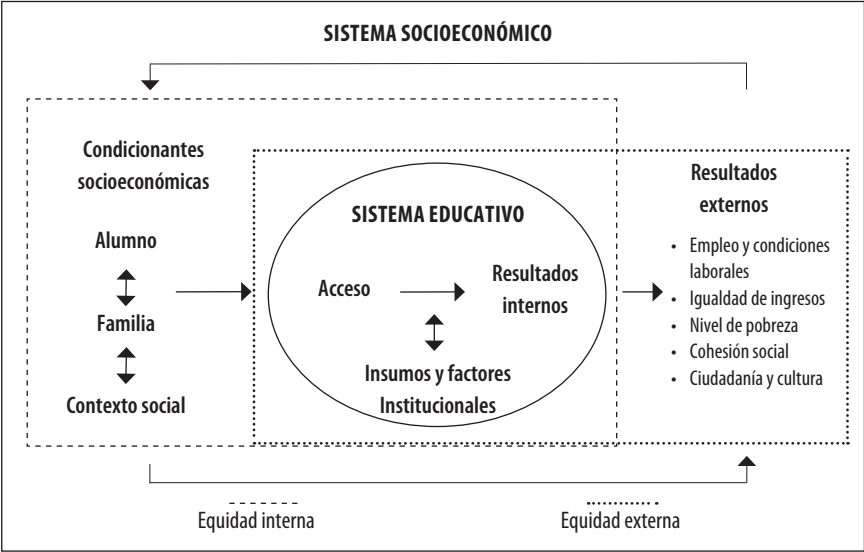 SISTEMA SOCIOECONÓMICO
Condicionantes
socioeconómicas
Alumno
Familia
Contexto social
SISTEMA EDUCATIVO
Acceso
Resultados
internos
Insumos y factores
Institucionales
Resultados
externos
• Empleo y condiciones
laborales
• Igualdad de ingresos
• Nivel de pobreza
• Cohesión social
• Ciudadanía y cultura
Equidad interna
Equidad externa